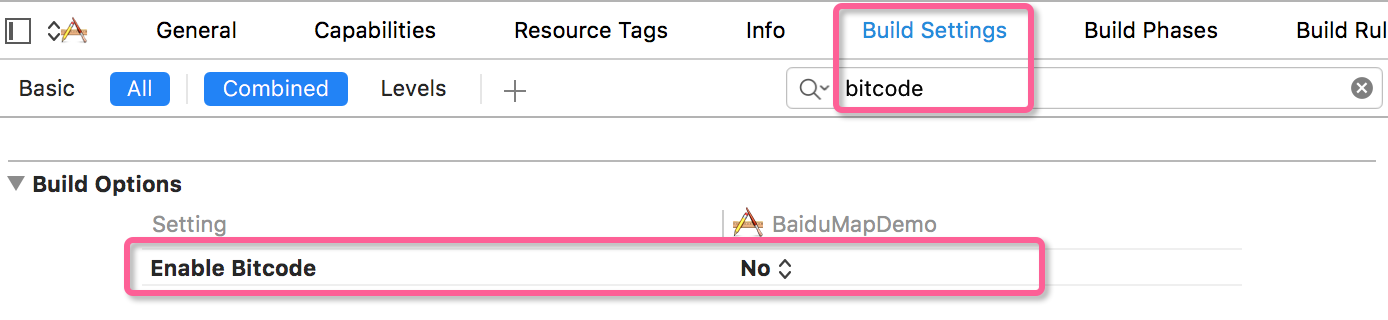 General Capabilities Resource Tags Info Build Settings Build Phases Build Rul
Basic All Combined Levels bitcode
Build Options
Setting BaiduMapDemo
Enable Bitcode No